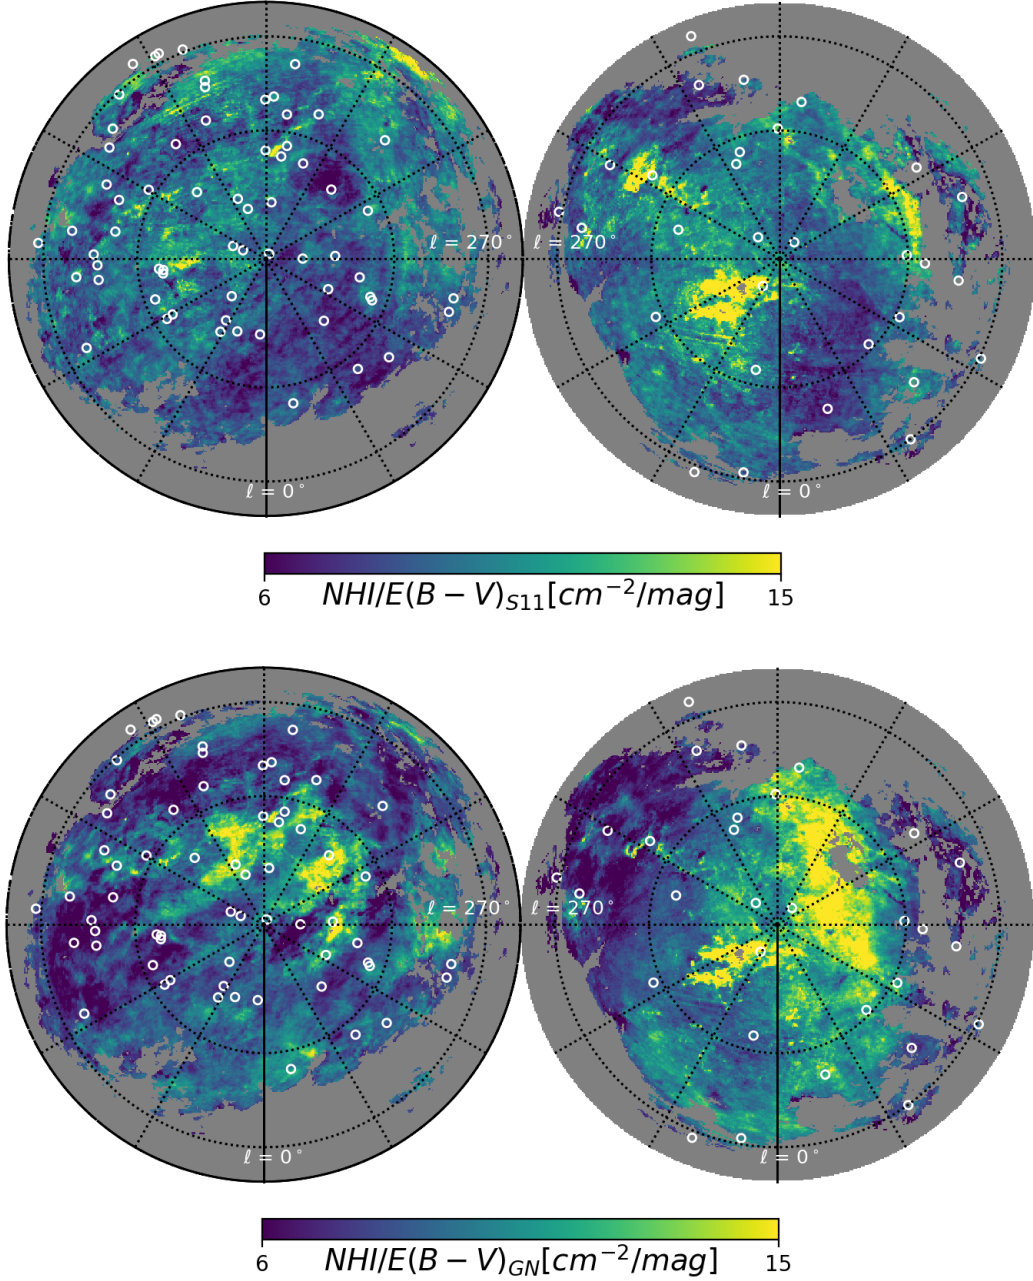 ℓ = 270° ℓ = 270°
ℓ = 0° ℓ = 0°
6 NHI/E(B − V)_{S11}[cm^{−2}/mag] 15
ℓ = 270° ℓ = 270°
ℓ = 0° ℓ = 0°
6 NHI/E(B − V)_{GN}[cm^{−2}/mag] 15